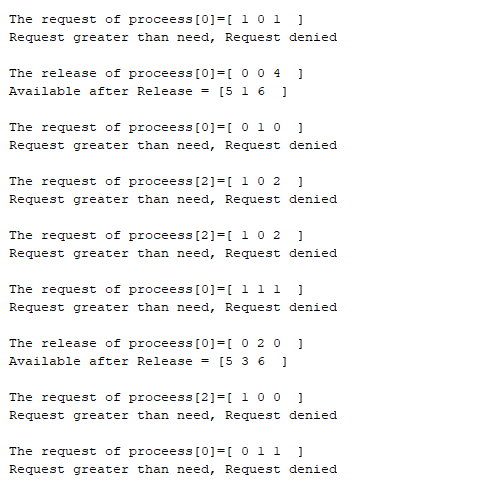 The request of proceess[0]=[ 1 0 1  ]
Request greater than need, Request denied
The release of proceess[0]=[ 0 0 4  ]
Available after Release = [5 1 6  ]
The request of proceess[0]=[ 0 1 0  ]
Request greater than need, Request denied
The request of proceess[2]=[ 1 0 2  ]
Request greater than need, Request denied
The request of proceess[2]=[ 1 0 2  ]
Request greater than need, Request denied
The request of proceess[0]=[ 1 1 1  ]
Request greater than need, Request denied
The release of proceess[0]=[ 0 2 0  ]
Available after Release = [5 3 6  ]
The request of proceess[2]=[ 1 0 0  ]
Request greater than need, Request denied
The request of proceess[0]=[ 0 1 1  ]
Request greater than need, Request denied